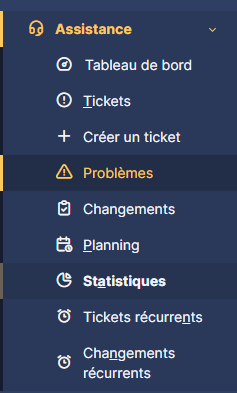 Assistance
Tableau de bord
Tickets
Créer un ticket
Problèmes
Changements
Planning
Statistiques
Tickets récurrents
Changements
récurrents